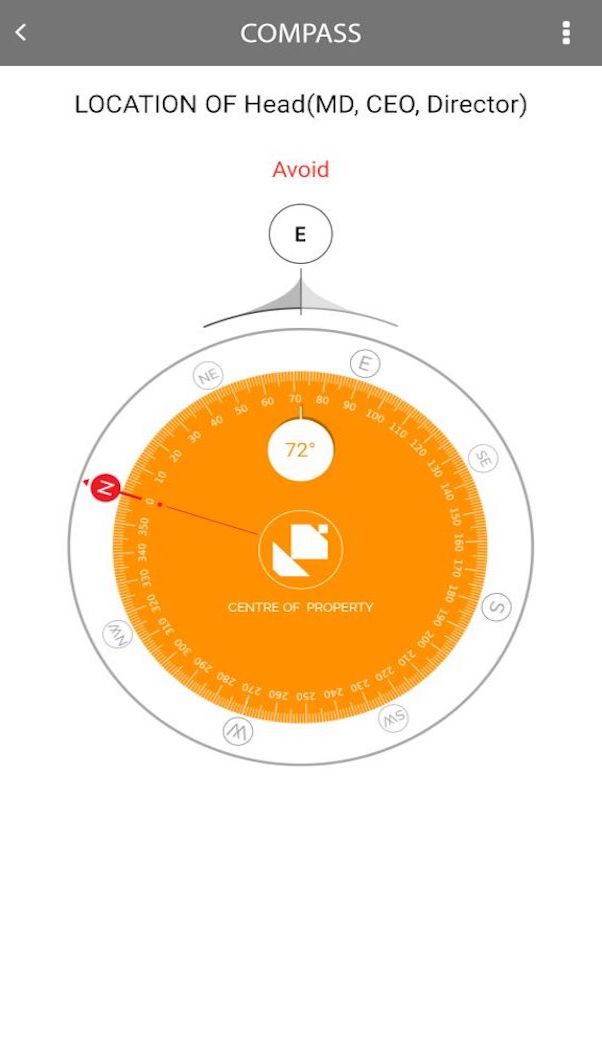 COMPASS
LOCATION OF Head(MD, CEO, Director)
Avoid
E
NE
E
SE
S
SW
W
NW
N
0
10
20
30
40
50
60
70
80
90
100
110
120
130
140
150
160
170
180
190
200
210
220
230
240
250
260
270
280
290
300
310
320
330
340
350
72°
CENTRE OF PROPERTY